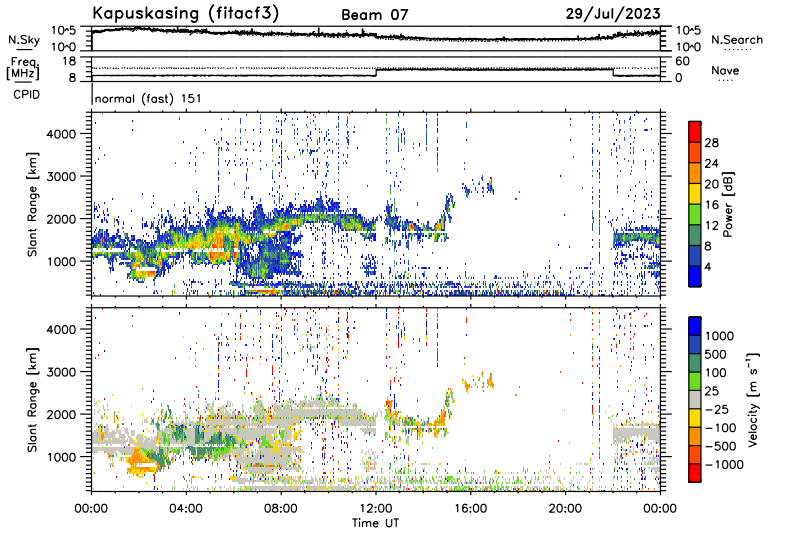 Kapuskasing (fitacf3) Beam 07 29/Jul/2023
N.Sky 10^5 10^0 10^5 10^0 N.Search
Freq. [MHz] 18 8 60 0 Nave
CPID normal (fast) 151
Slant Range [km] 4000 3000 2000 1000
28 24 20 16 12 8 4 Power [dB]
Slant Range [km] 4000 3000 2000 1000
1000 500 100 25 −25 −100 −500 −1000 Velocity [m s⁻¹]
00:00 04:00 08:00 12:00 16:00 20:00 00:00
Time UT